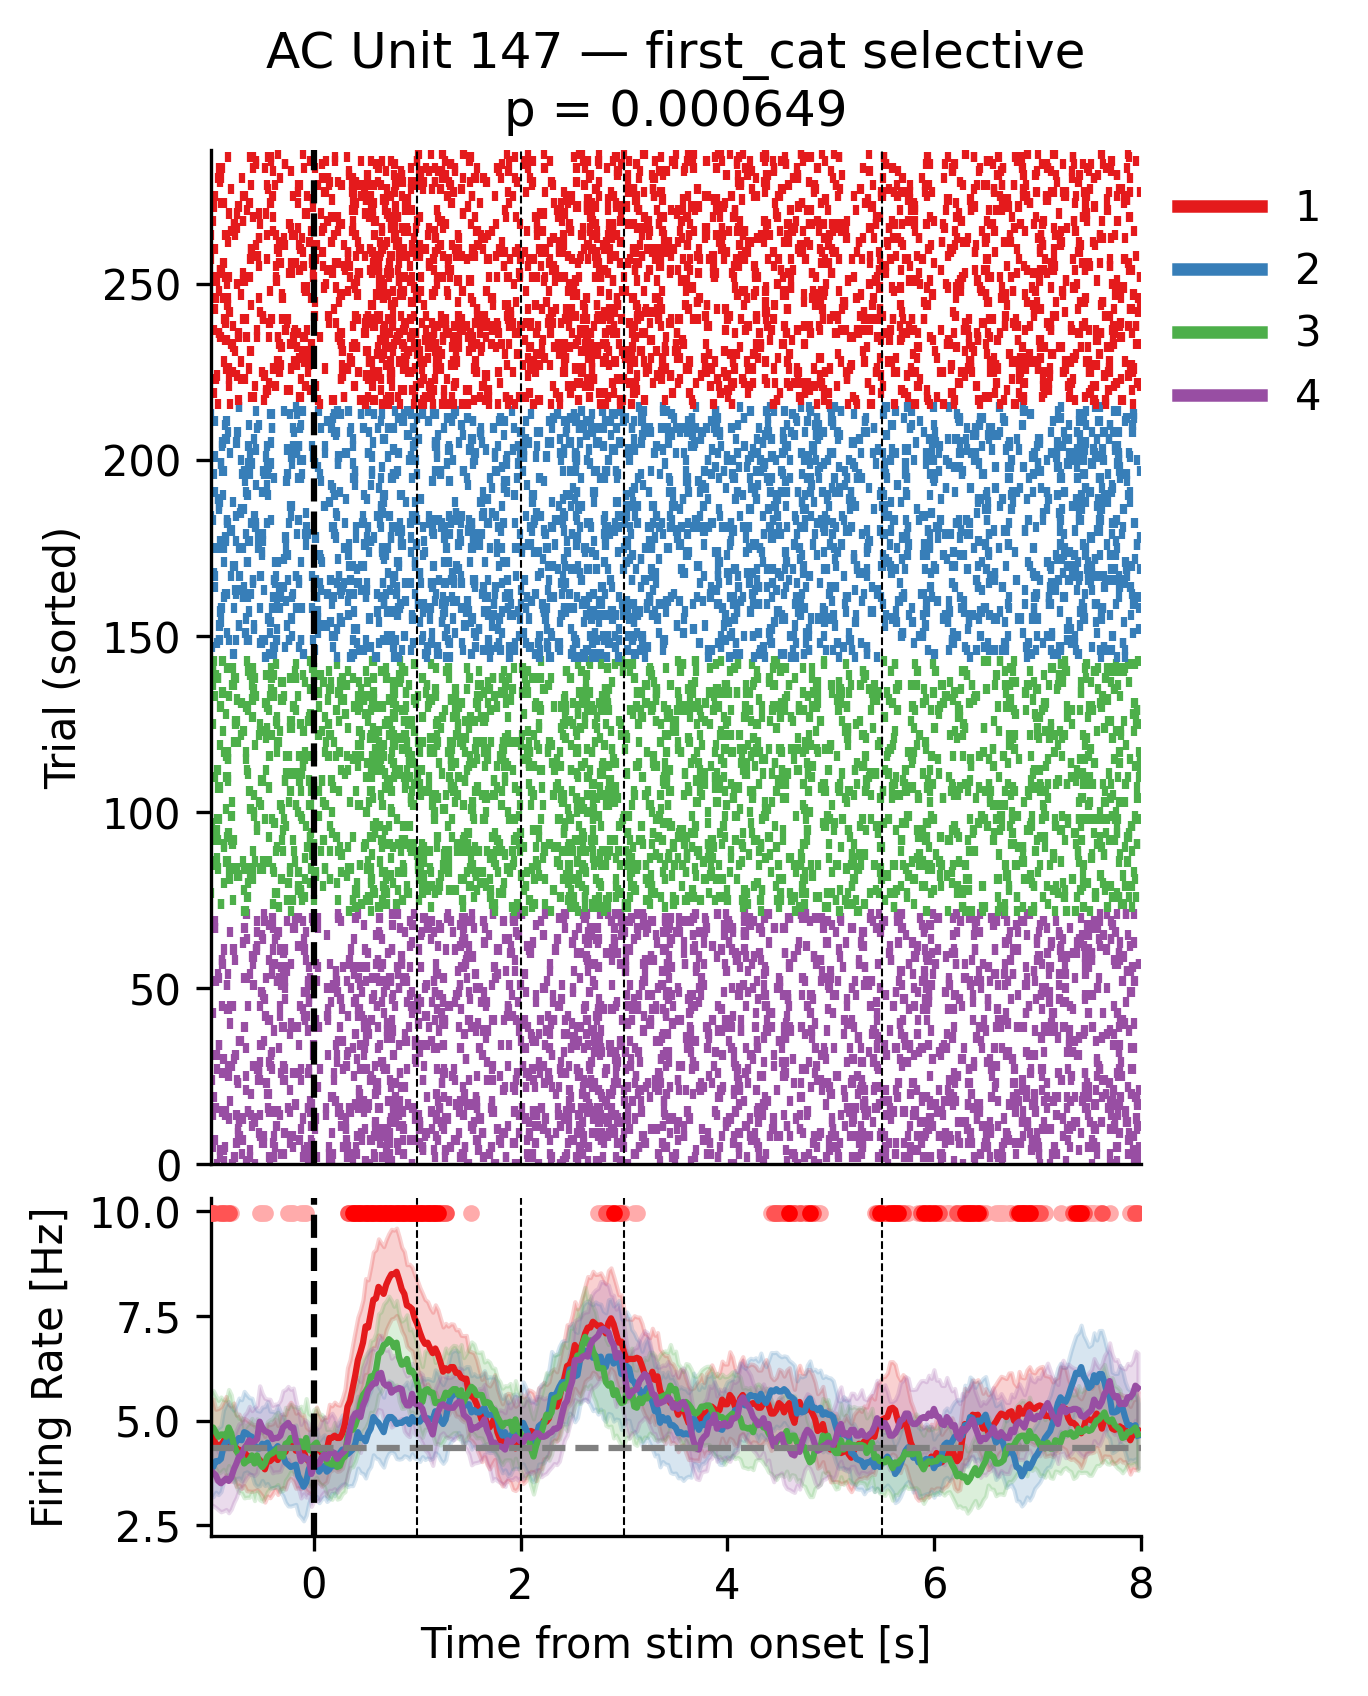 AC Unit 147 — first_cat selective
p = 0.000649
1
2
3
4
Trial (sorted)
250
200
150
100
50
0
Firing Rate [Hz]
10.0
7.5
5.0
2.5
0 2 4 6 8
Time from stim onset [s]